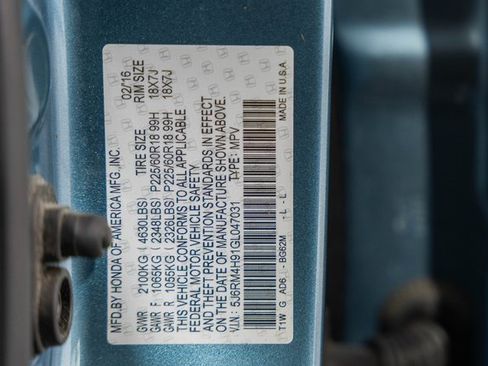 MFD.BY HONDA OF AMERICA MFG.,INC. 02/16
TIRE SIZE RIM SIZE
GVWR 2100KG ( 4630LBS)
GAWR F 1065KG ( 2348LBS) P225/60R18 99H 18X7J
GAWR R 1055KG ( 2326LBS) P225/60R18 99H 18X7J
THIS VEHICLE CONFORMS TO ALL APPLICABLE
FEDERAL MOTOR VEHICLE SAFETY
AND THEFT PREVENTION STANDARDS IN EFFECT
ON THE DATE OF MANUFACTURE SHOWN ABOVE.
V.I.N.: 5J6RM4H91GL047031 TYPE: MPV
T1W G AD6.. -BG62M -L -L MADE IN U.S.A.